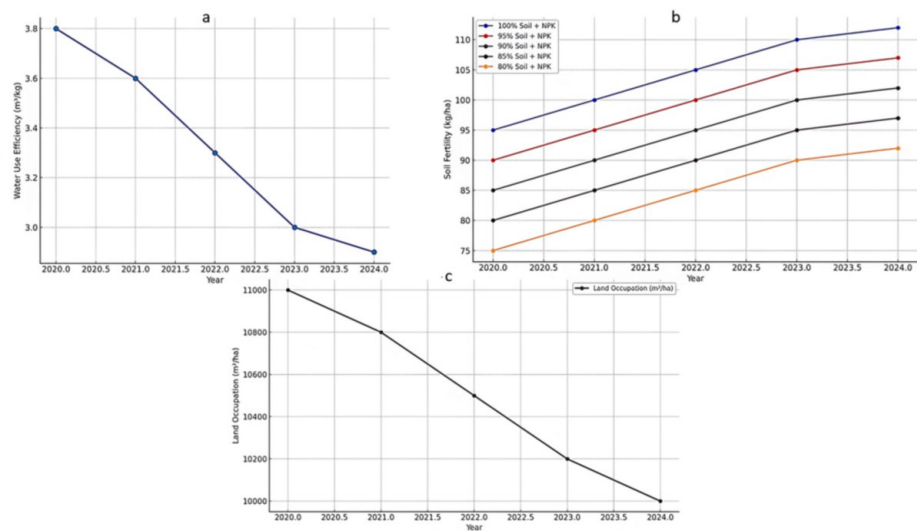 a
3.8
3.6
3.4
3.2
3.0
Water Use Efficiency (m³/kg)
2020.0 2020.5 2021.0 2021.5 2022.0 2022.5 2023.0 2023.5 2024.0
Year
b
100% Soil + NPK
95% Soil + NPK
90% Soil + NPK
85% Soil + NPK
80% Soil + NPK
110
105
100
95
90
85
80
75
Soil Fertility (kg/ha)
2020.0 2020.5 2021.0 2021.5 2022.0 2022.5 2023.0 2023.5 2024.0
Year
c
Land Occupation (m²/ha)
11000
10800
10600
10400
10200
10000
Land Occupation (m²/ha)
2020.0 2020.5 2021.0 2021.5 2022.0 2022.5 2023.0 2023.5 2024.0
Year